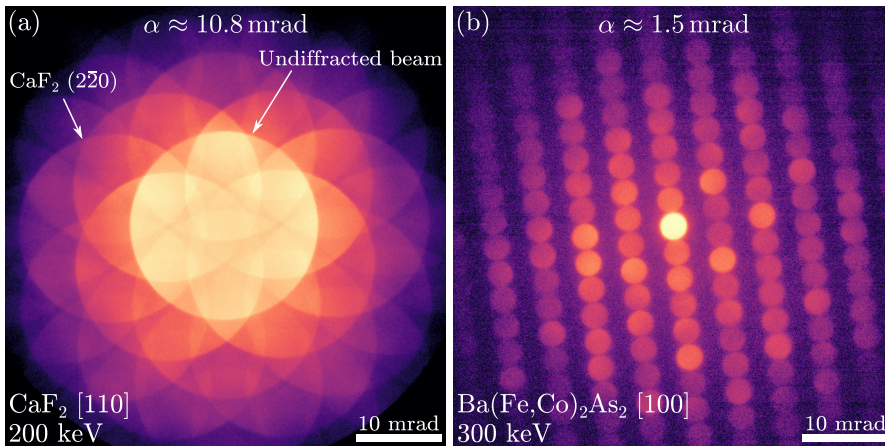 (a)
α ≈ 10.8 mrad
Undiffracted beam
CaF₂ (22̅0)
CaF₂ [110]
200 keV
10 mrad
(b)
α ≈ 1.5 mrad
Ba(Fe,Co)₂As₂ [100]
300 keV
10 mrad